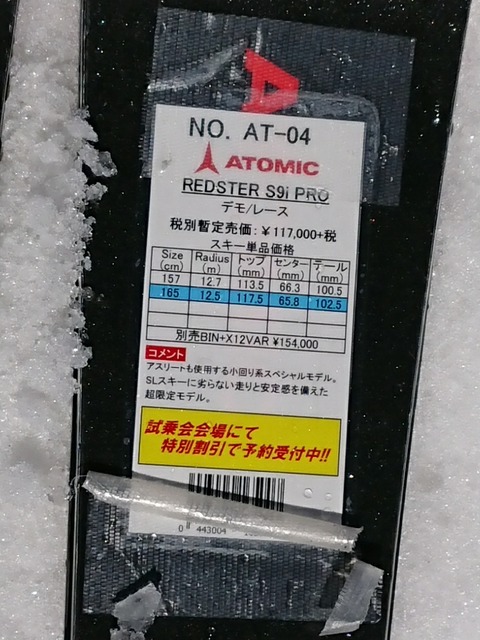 NO. AT-04
ATOMIC
REDSTER S9i PRO
デモ/レース
税別暫定売価:￥117,000+税
スキー単品価格
Size (cm) Radius (m) トップ (mm) センター (mm) テール (mm)
157 12.7 113.5 66.3 100.5
165 12.5 117.5 65.8 102.5
別売BIN+X12VAR ¥154,000
コメント
アスリートも使用する小回り系スペシャルモデル。
SLスキーに劣らない走りと安定感を備えた
超限定モデル。
試乗会会場にて
特別割引で予約受付中!!
0 443004